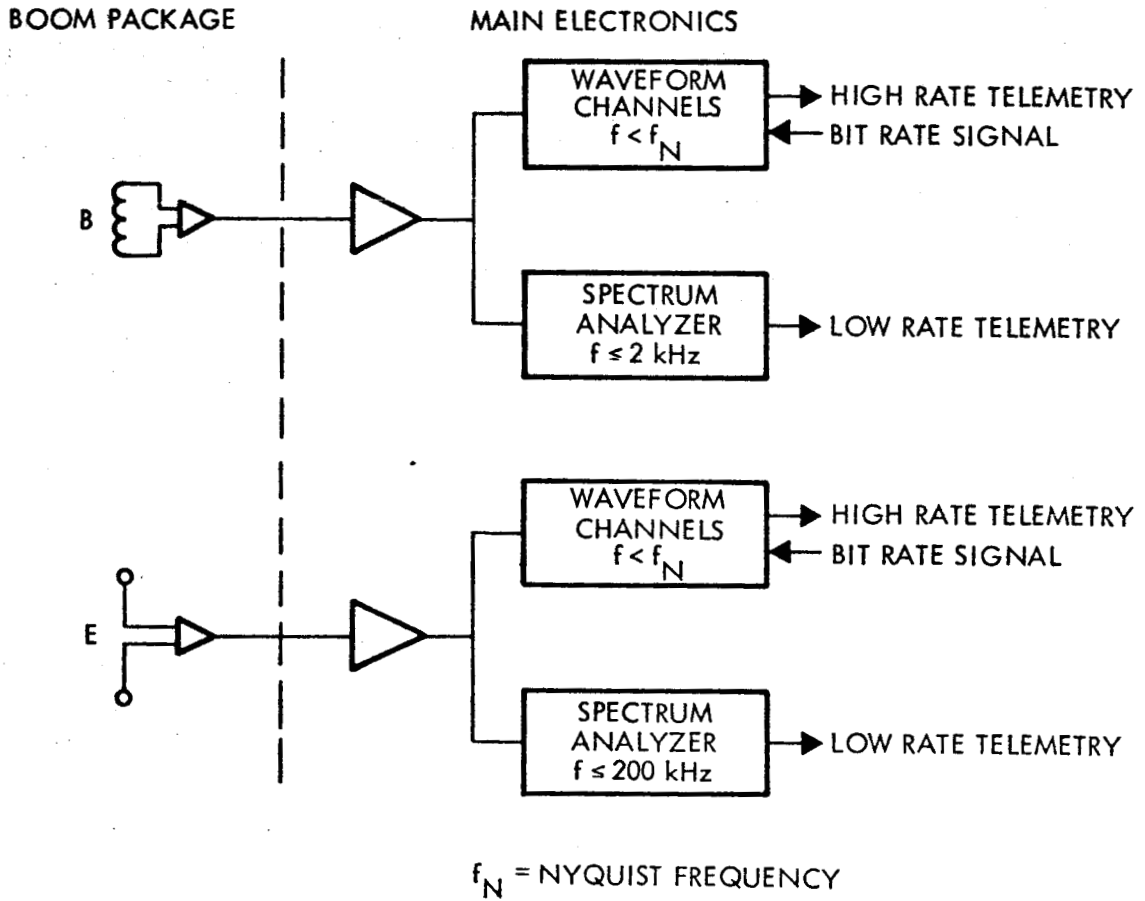 BOOM PACKAGE
MAIN ELECTRONICS
WAVEFORM
CHANNELS
f < fN
HIGH RATE TELEMETRY
BIT RATE SIGNAL
B
SPECTRUM
ANALYZER
f ≤ 2 kHz
LOW RATE TELEMETRY
WAVEFORM
CHANNELS
f < fN
HIGH RATE TELEMETRY
BIT RATE SIGNAL
E
SPECTRUM
ANALYZER
f ≤ 200 kHz
LOW RATE TELEMETRY
fN = NYQUIST FREQUENCY